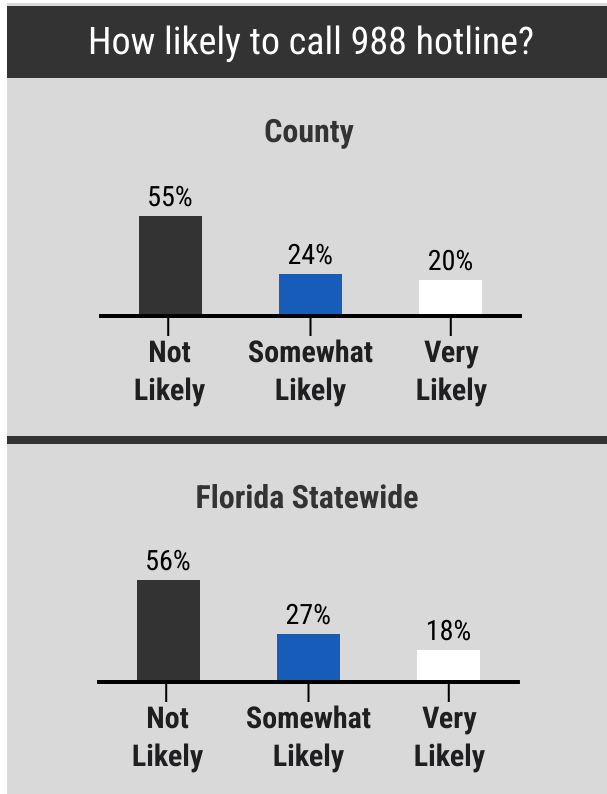 How likely to call 988 hotline?
County
55%
24%
20%
Not
Likely
Somewhat
Likely
Very
Likely
Florida Statewide
56%
27%
18%
Not
Likely
Somewhat
Likely
Very
Likely